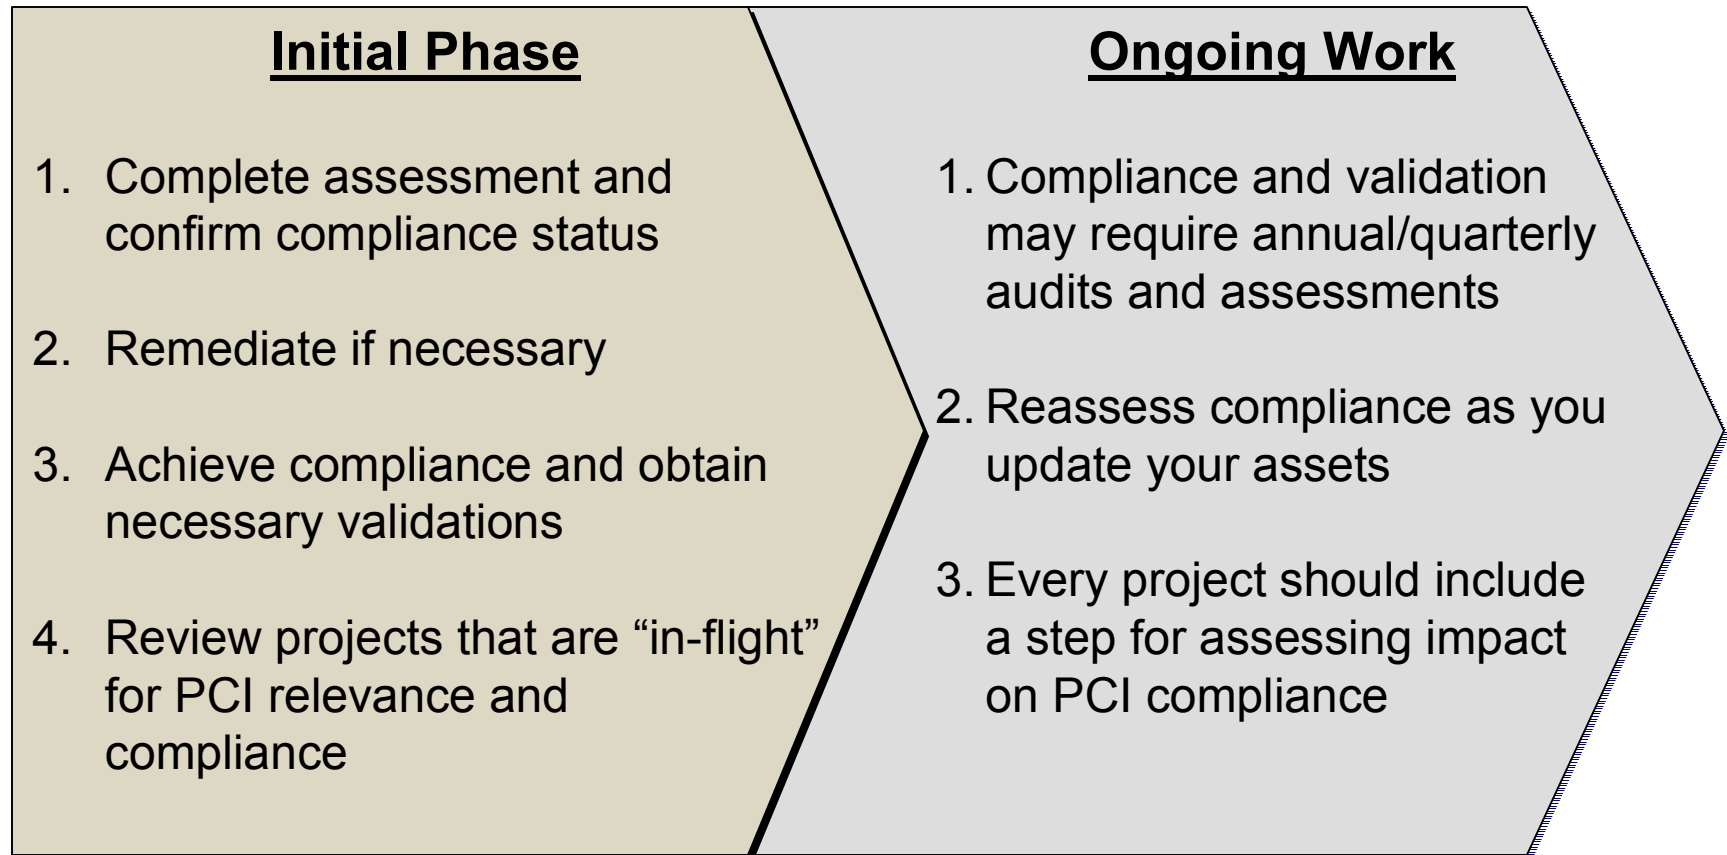 Initial Phase
1. Complete assessment and
confirm compliance status
2. Remediate if necessary
3. Achieve compliance and obtain
necessary validations
4. Review projects that are “in-flight”
for PCI relevance and
compliance
Ongoing Work
1. Compliance and validation
may require annual/quarterly
audits and assessments
2. Reassess compliance as you
update your assets
3. Every project should include
a step for assessing impact
on PCI compliance